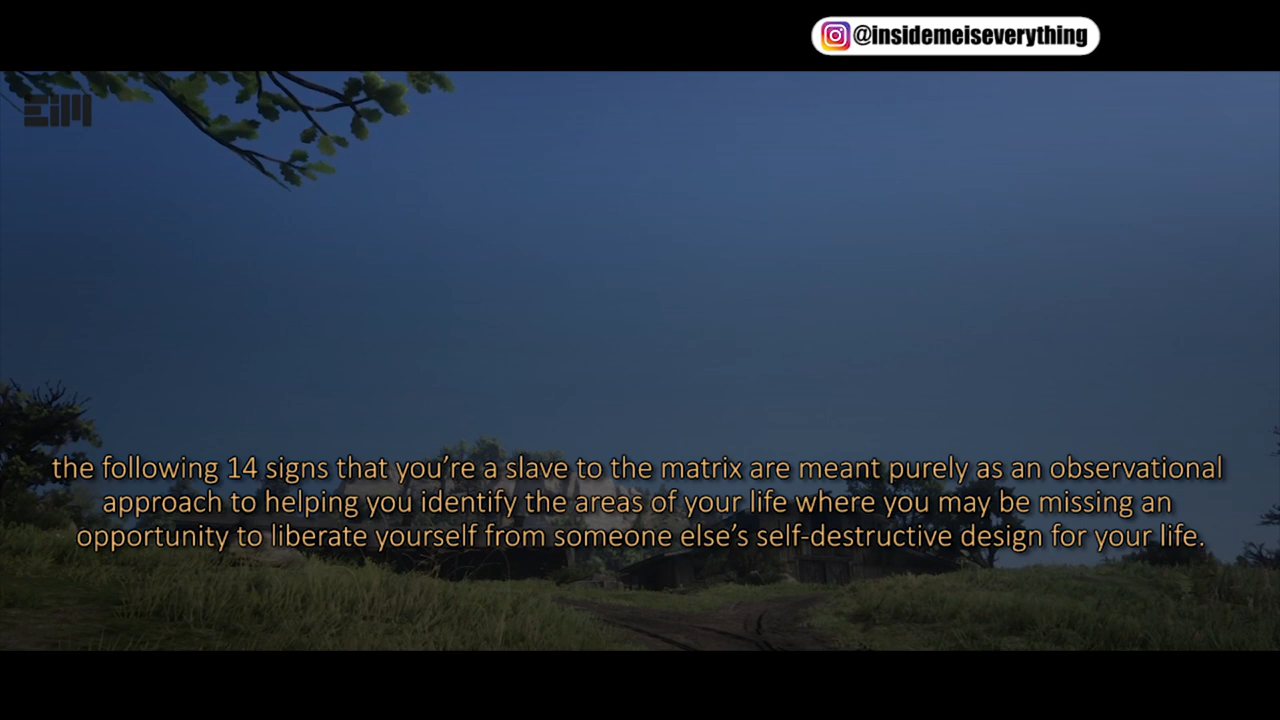 @insidemeiseverything
EiM
the following 14 signs that you're a slave to the matrix are meant purely as an observational
approach to helping you identify the areas of your life where you may be missing an
opportunity to liberate yourself from someone else's self-destructive design for your life.